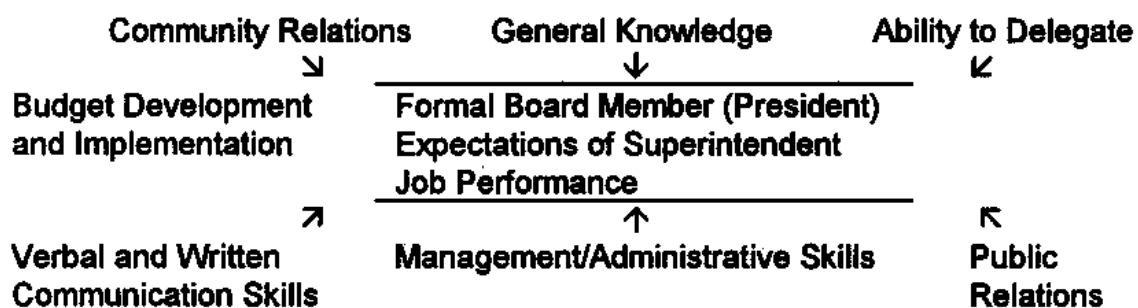 Community Relations General Knowledge Ability to Delegate
Budget Development
and Implementation
Formal Board Member (President)
Expectations of Superintendent
Job Performance
Verbal and Written
Communication Skills
Management/Administrative Skills
Public
Relations